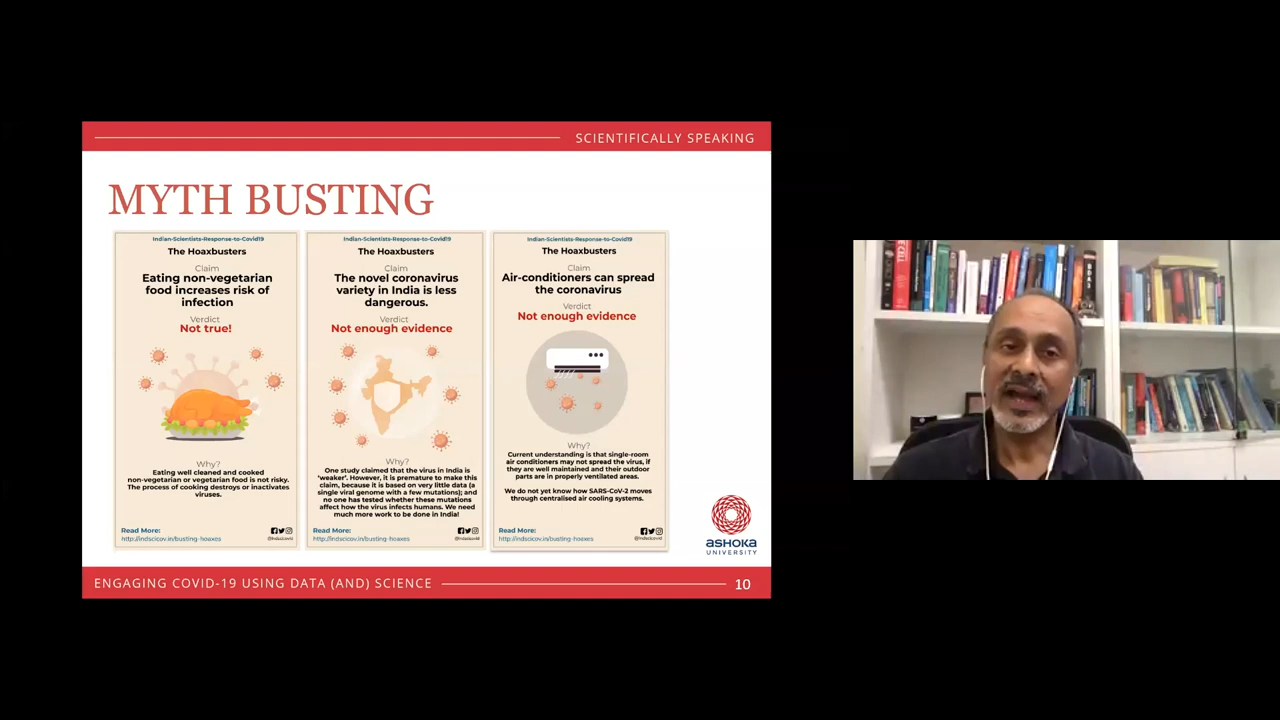 SCIENTIFICALLY SPEAKING
MYTH BUSTING
Indian-Scientists-Response-to-Covid19
The Hoaxbusters
Claim
Eating non-vegetarian
food increases risk of
infection
Verdict
Not true!
Why?
Eating well cleaned and cooked
non-vegetarian or vegetarian food is not risky.
The process of cooking destroys or inactivates
viruses.
Read More:
http://indscicov.in/busting-hoaxes
@indscicovid
Indian-Scientists-Response-to-Covid19
The Hoaxbusters
Claim
The novel coronavirus
variety in India is less
dangerous.
Verdict
Not enough evidence
Why?
One study claimed that the virus in India is
'weaker'. However, it is premature to make this
claim, because it is based on very little data (a
single viral genome with a few mutations); and
no one has tested whether these mutations
affect how the virus infects humans. We need
much more work to be done in India!
Read More:
http://indscicov.in/busting-hoaxes
@indscicovid
Indian-Scientists-Response-to-Covid19
The Hoaxbusters
Claim
Air-conditioners can spread
the coronavirus
Verdict
Not enough evidence
Why?
Current understanding is that single-room
air conditioners may not spread the virus, if
they are well maintained and their outdoor
parts are in properly ventilated areas.
We do not yet know how SARS-CoV-2 moves
through centralised air cooling systems.
Read More:
http://indscicov.in/busting-hoaxes
@indscicovid
ASHOKA
UNIVERSITY
ENGAGING COVID-19 USING DATA (AND) SCIENCE
10